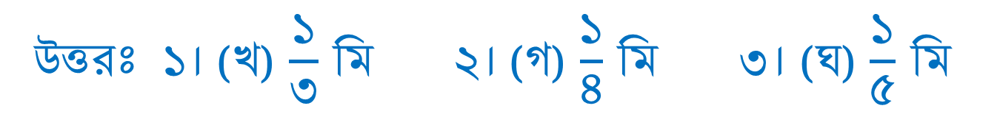 উত্তরঃ ১। (খ) ১/৩ মি ২। (গ) ১/৪ মি ৩। (ঘ) ১/৫ মি